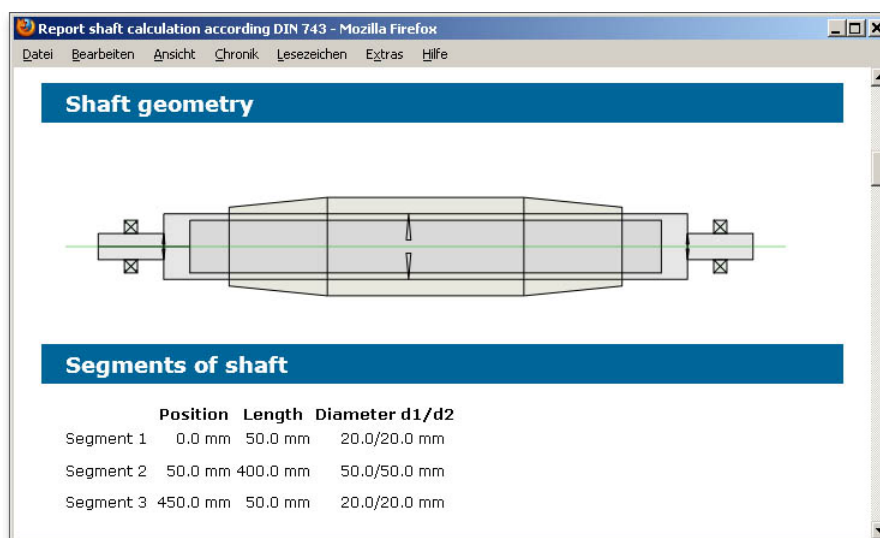 Report shaft calculation according DIN 743 - Mozilla Firefox
Datei Bearbeiten Ansicht Chronik Lesezeichen Extras Hilfe
Shaft geometry
Segments of shaft
Position Length Diameter d1/d2
Segment 1 0.0 mm 50.0 mm 20.0/20.0 mm
Segment 2 50.0 mm 400.0 mm 50.0/50.0 mm
Segment 3 450.0 mm 50.0 mm 20.0/20.0 mm